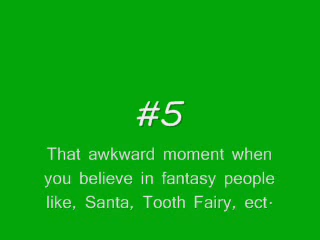 #5
That awkward moment when
you believe in fantasy people
like, Santa, Tooth Fairy, ect.